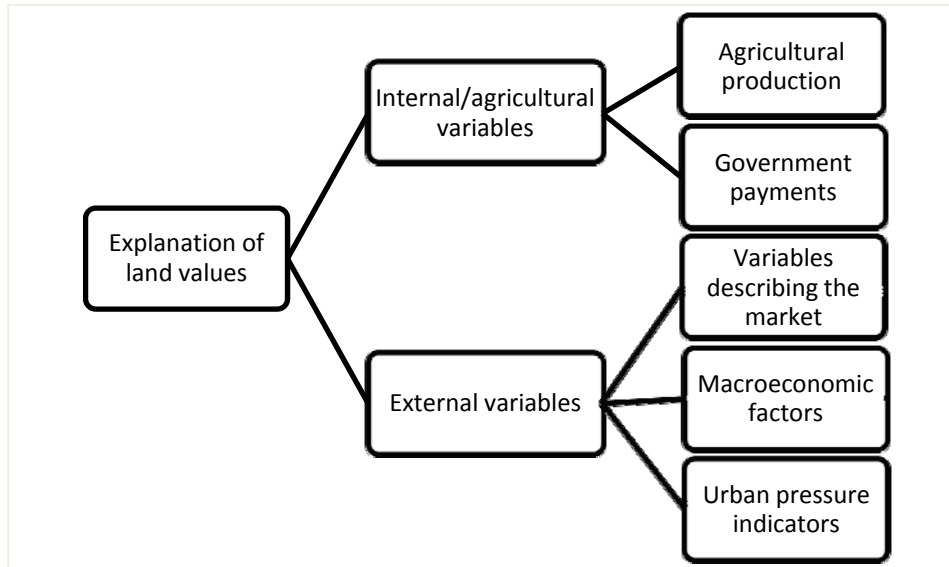 Explanation of
land values
Internal/agricultural
variables
Agricultural
production
Government
payments
External variables
Variables
describing the
market
Macroeconomic
factors
Urban pressure
indicators